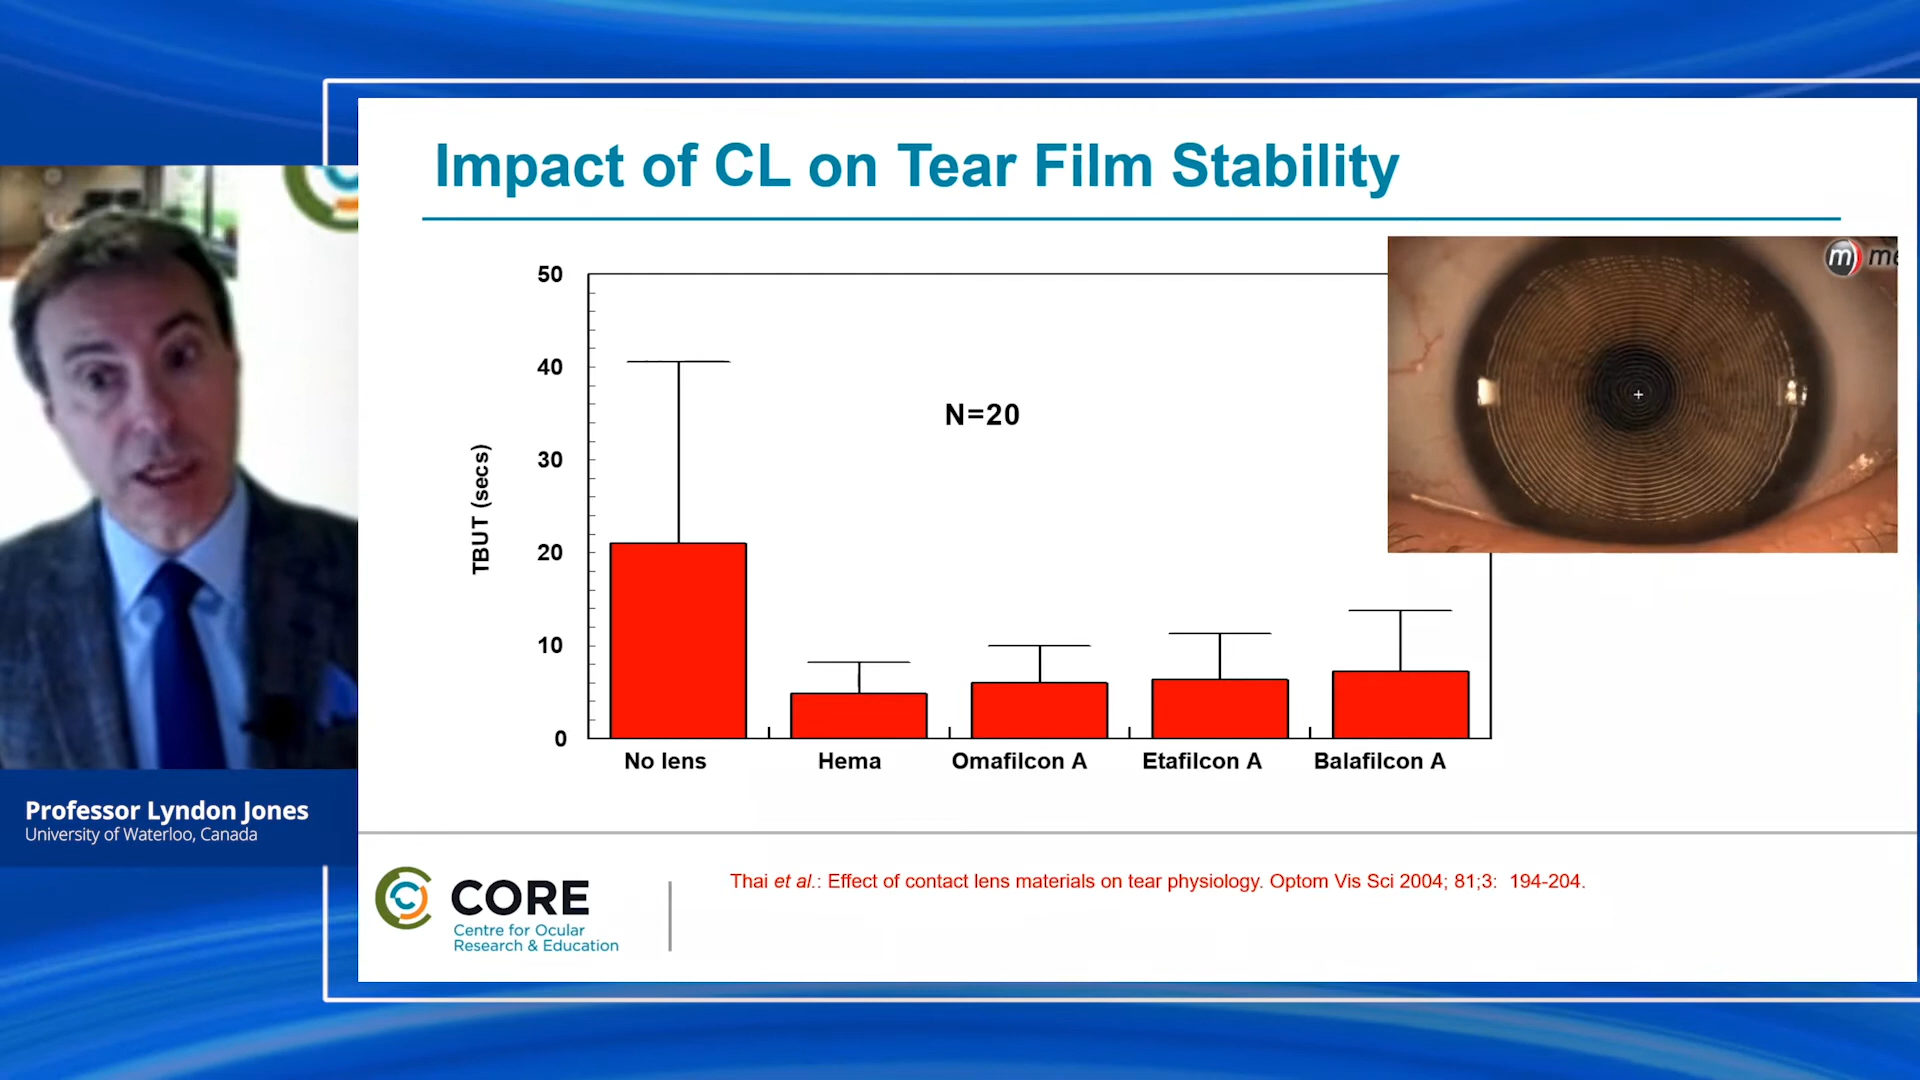 Impact of CL on Tear Film Stability
50
40
30
20
10
0
TBUT (secs)
N=20
No lens
Hema
Omafilcon A
Etafilcon A
Balafilcon A
m
Professor Lyndon Jones
University of Waterloo, Canada
CORE
Centre for Ocular
Research & Education
Thai et al.: Effect of contact lens materials on tear physiology. Optom Vis Sci 2004; 81;3: 194-204.